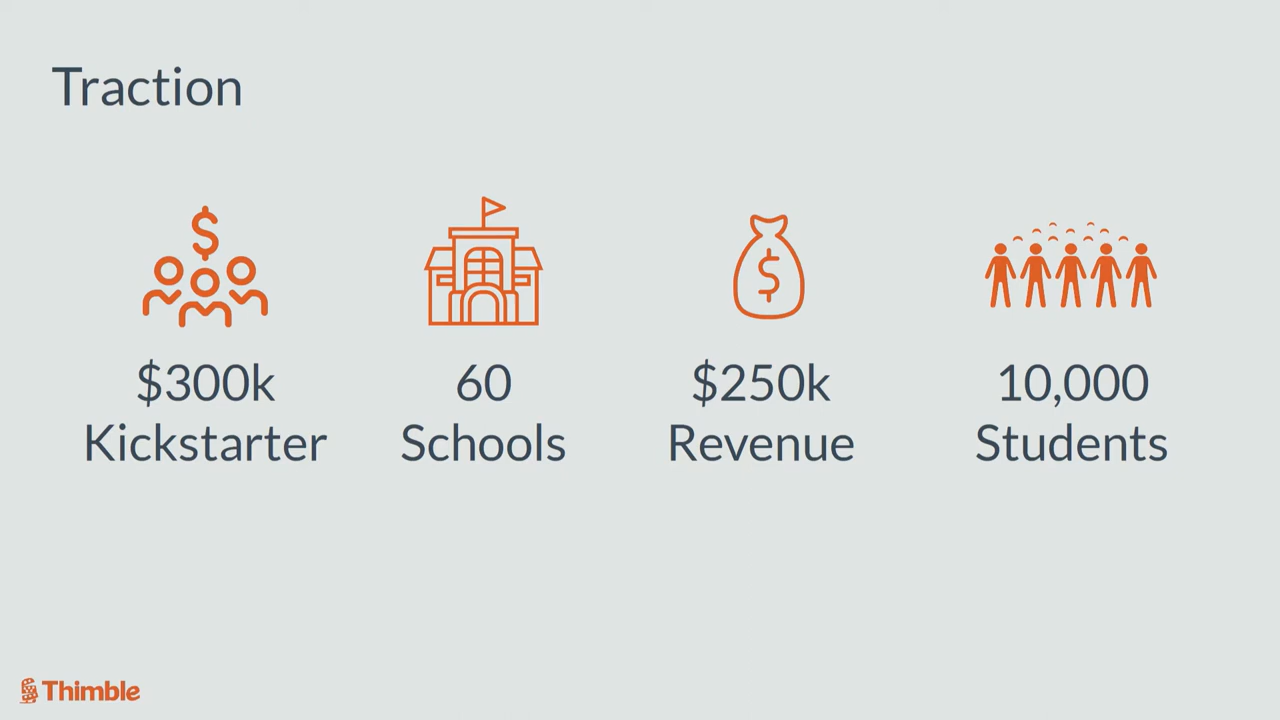 Traction
$300k
Kickstarter
60
Schools
$250k
Revenue
10,000
Students
Thimble